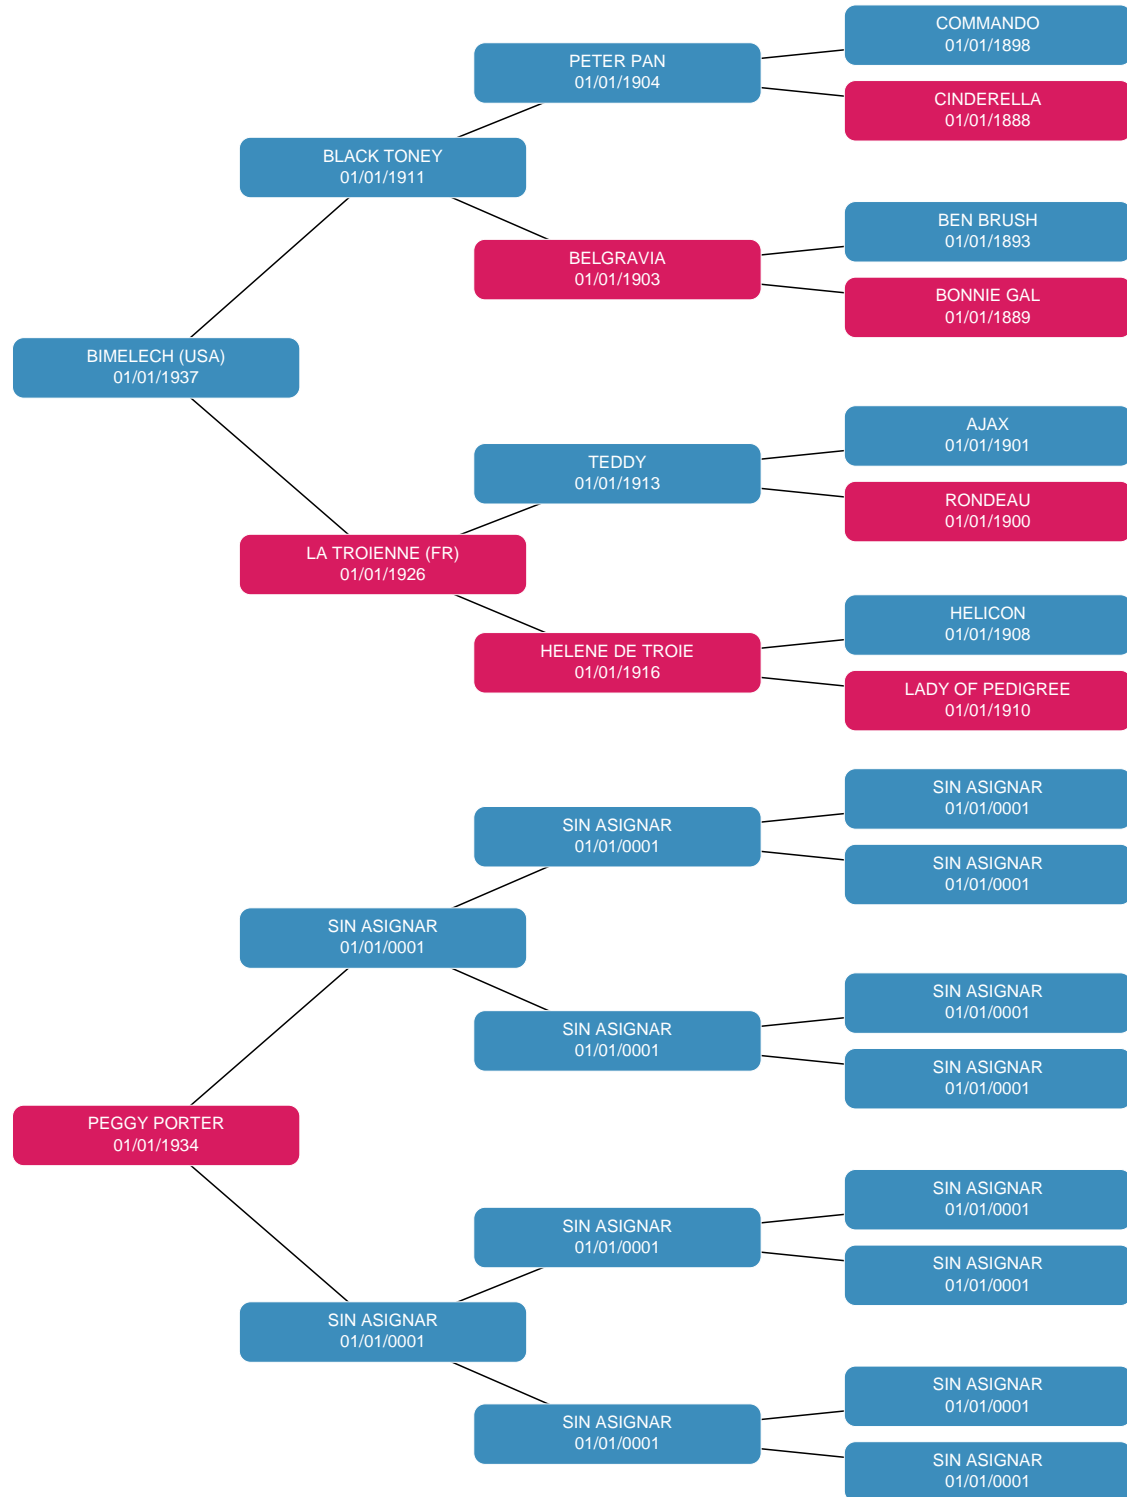 COMMANDO
01/01/1898
PETER PAN
01/01/1904
CINDERELLA
01/01/1888
BLACK TONEY
01/01/1911
BEN BRUSH
01/01/1893
BELGRAVIA
01/01/1903
BONNIE GAL
01/01/1889
BIMELECH (USA)
01/01/1937
AJAX
01/01/1901
TEDDY
01/01/1913
RONDEAU
01/01/1900
LA TROIENNE (FR)
01/01/1926
HELICON
01/01/1908
HELENE DE TROIE
01/01/1916
LADY OF PEDIGREE
01/01/1910
SIN ASIGNAR
01/01/0001
SIN ASIGNAR
01/01/0001
SIN ASIGNAR
01/01/0001
SIN ASIGNAR
01/01/0001
SIN ASIGNAR
01/01/0001
SIN ASIGNAR
01/01/0001
SIN ASIGNAR
01/01/0001
PEGGY PORTER
01/01/1934
SIN ASIGNAR
01/01/0001
SIN ASIGNAR
01/01/0001
SIN ASIGNAR
01/01/0001
SIN ASIGNAR
01/01/0001
SIN ASIGNAR
01/01/0001
SIN ASIGNAR
01/01/0001
SIN ASIGNAR
01/01/0001